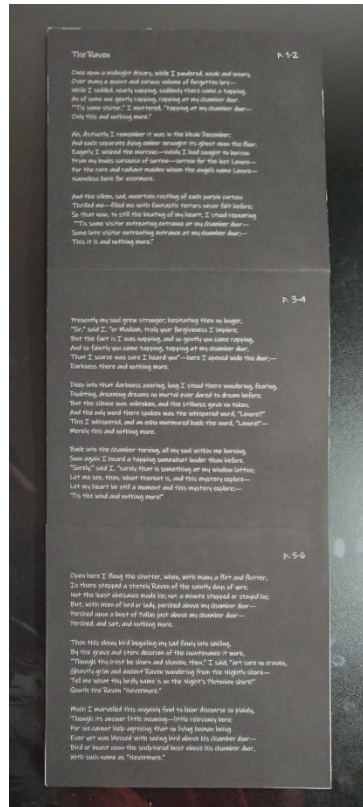 The Raven
p. 1-2
Once upon a midnight dreary, while I pondered, weak and weary,
Over many a quaint and curious volume of forgotten lore—
While I nodded, nearly napping, suddenly there came a tapping,
As of some one gently rapping, rapping at my chamber door.
"'Tis some visitor," I muttered, "tapping at my chamber door—
Only this and nothing more."
Ah, distinctly I remember it was in the bleak December;
And each separate dying ember wrought its ghost upon the floor.
Eagerly I wished the morrow;—vainly I had sought to borrow
From my books surcease of sorrow—sorrow for the lost Lenore—
For the rare and radiant maiden whom the angels name Lenore—
Nameless here for evermore.
And the silken, sad, uncertain rustling of each purple curtain
Thrilled me—filled me with fantastic terrors never felt before;
So that now, to still the beating of my heart, I stood repeating
"'Tis some visitor entreating entrance at my chamber door—
Some late visitor entreating entrance at my chamber door;—
This it is and nothing more."
p. 3-4
Presently my soul grew stronger; hesitating then no longer,
"Sir," said I, "or Madam, truly your forgiveness I implore;
But the fact is I was napping, and so gently you came rapping,
And so faintly you came tapping, tapping at my chamber door,
That I scarce was sure I heard you"—here I opened wide the door;—
Darkness there and nothing more.
Deep into that darkness peering, long I stood there wondering, fearing,
Doubting, dreaming dreams no mortal ever dared to dream before;
But the silence was unbroken, and the stillness gave no token,
And the only word there spoken was the whispered word, "Lenore?"
This I whispered, and an echo murmured back the word, "Lenore!"—
Merely this and nothing more.
Back into the chamber turning, all my soul within me burning,
Soon again I heard a tapping somewhat louder than before.
"Surely," said I, "surely that is something at my window lattice;
Let me see, then, what thereat is, and this mystery explore—
Let my heart be still a moment and this mystery explore;—
'Tis the wind and nothing more!"
p. 5-6
Open here I flung the shutter, when, with many a flirt and flutter,
In there stepped a stately Raven of the saintly days of yore;
Not the least obeisance made he; not a minute stopped or stayed he;
But, with mien of lord or lady, perched above my chamber door—
Perched upon a bust of Pallas just above my chamber door—
Perched, and sat, and nothing more.
Then this ebony bird beguiling my sad fancy into smiling,
By the grave and stern decorum of the countenance it wore,
"Though thy crest be shorn and shaven, thou," I said, "art sure no craven,
Ghastly grim and ancient Raven wandering from the Nightly shore—
Tell me what thy lordly name is on the Night's Plutonian shore!"
Quoth the Raven "Nevermore."
Much I marvelled this ungainly fowl to hear discourse so plainly,
Though its answer little meaning—little relevancy bore;
For we cannot help agreeing that no living human being
Ever yet was blessed with seeing bird above his chamber door—
Bird or beast upon the sculptured bust above his chamber door,
With such name as "Nevermore."